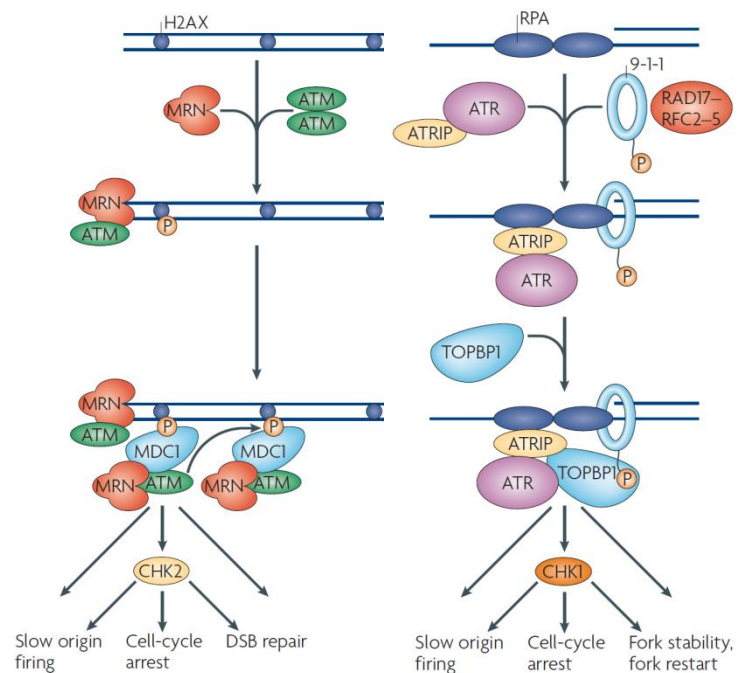 H2AX
MRN
ATM
ATM
MRN
ATM
P
MRN
ATM
P
P
MDC1
MDC1
MRN
ATM
MRN
ATM
CHK2
Slow origin
firing
Cell-cycle
arrest
DSB repair
RPA
9-1-1
ATR
ATRIP
RAD17–
RFC2–5
P
ATRIP
ATR
P
TOPBP1
ATRIP
ATR
TOPBP1
P
CHK1
Slow origin
firing
Cell-cycle
arrest
Fork stability,
fork restart